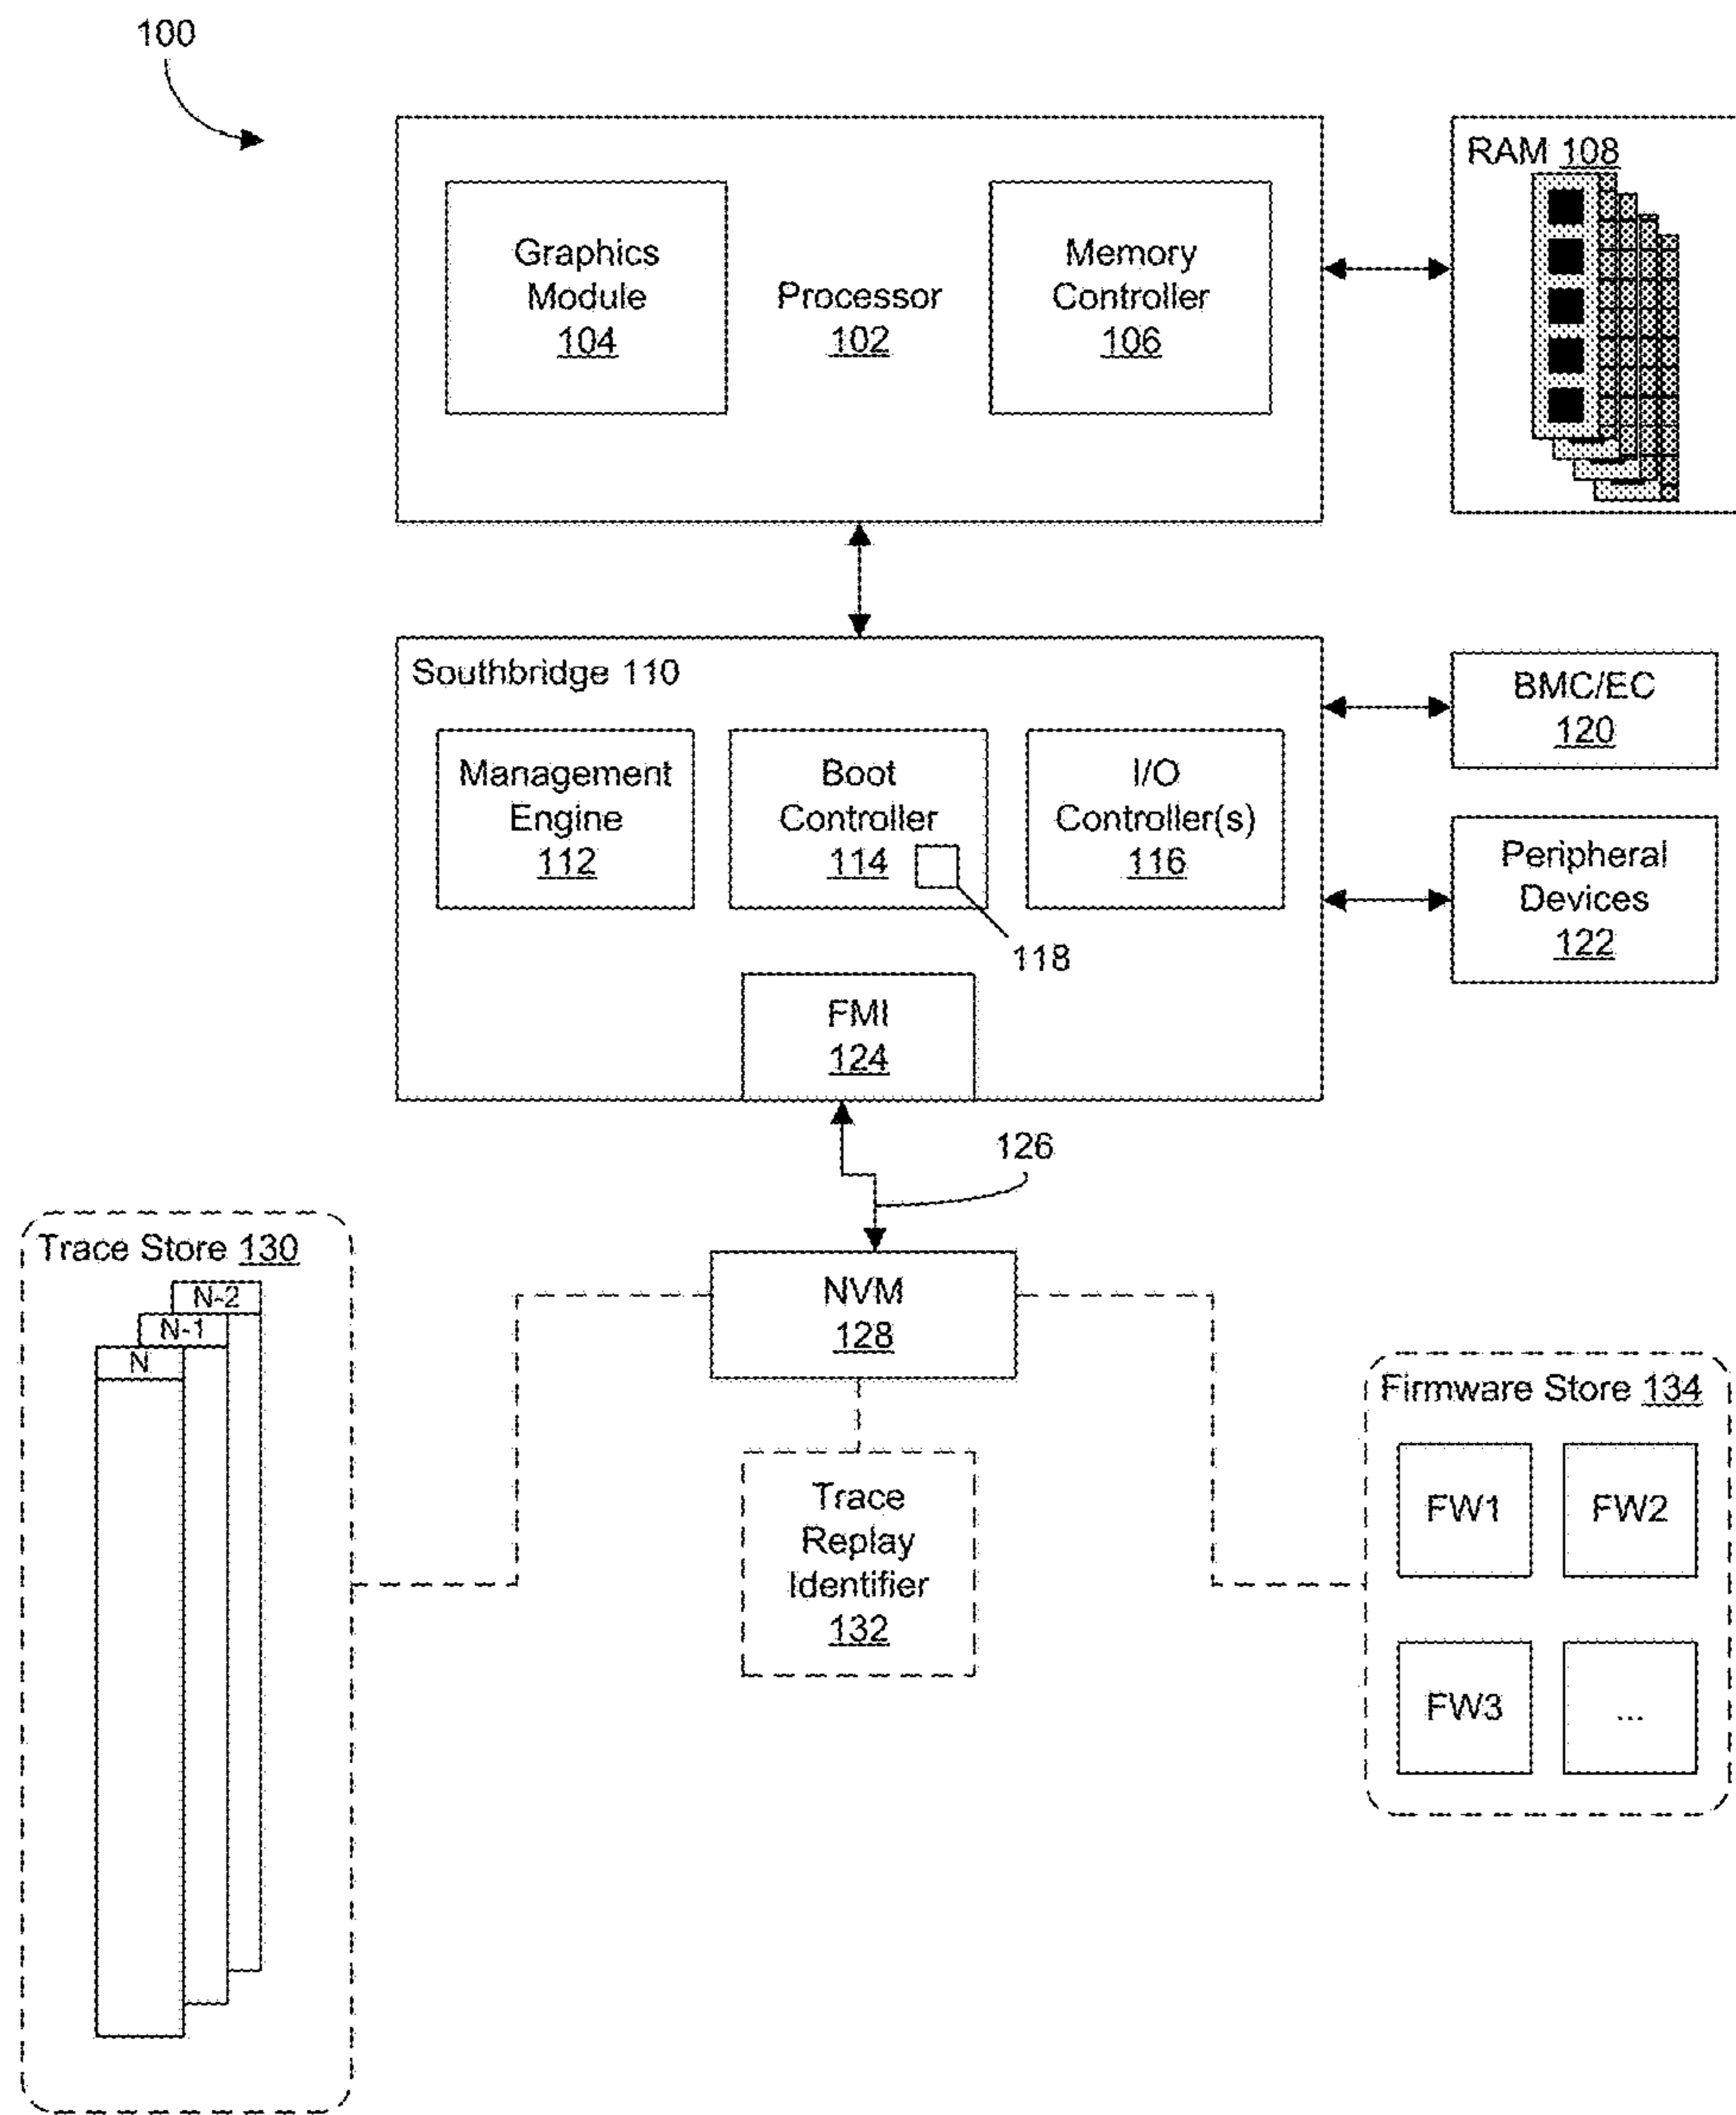 100
RAM 108
Graphics
Module
104
Processor
102
Memory
Controller
106
Southbridge 110
Management
Engine
112
Boot
Controller
114
I/O
Controller(s)
116
118
BMC/EC
120
Peripheral
Devices
122
FMI
124
126
Trace Store 130
N-2
N-1
N
NVM
128
Trace
Replay
Identifier
132
Firmware Store 134
FW1
FW2
FW3
...